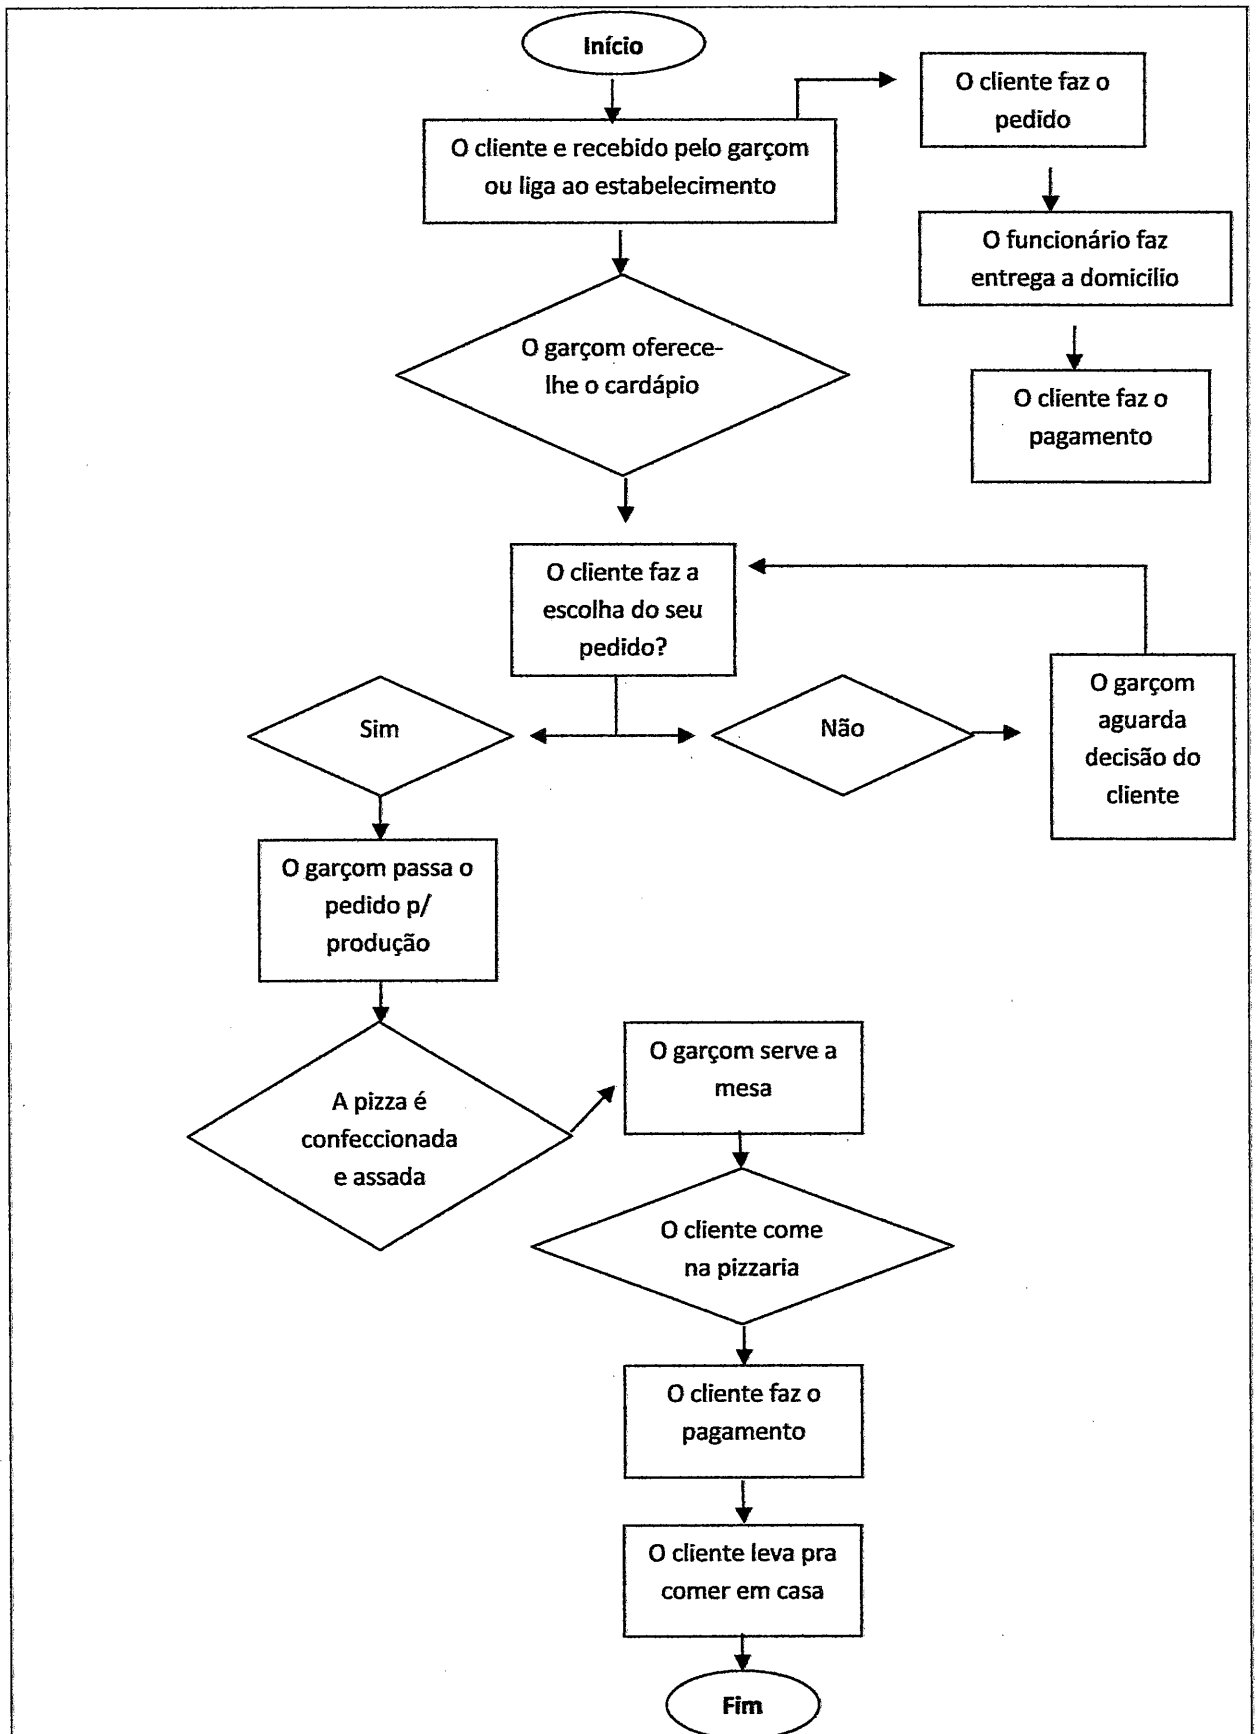 Início
O cliente faz o
pedido
O cliente e recebido pelo garçom
ou liga ao estabelecimento
O funcionário faz
entrega a domicilio
O garçom oferece-
lhe o cardápio
O cliente faz o
pagamento
O cliente faz a
escolha do seu
pedido?
Sim
Não
O garçom
aguarda
decisão do
cliente
O garçom passa o
pedido p/
produção
A pizza é
confeccionada
e assada
O garçom serve a
mesa
O cliente come
na pizzaria
O cliente faz o
pagamento
O cliente leva pra
comer em casa
Fim